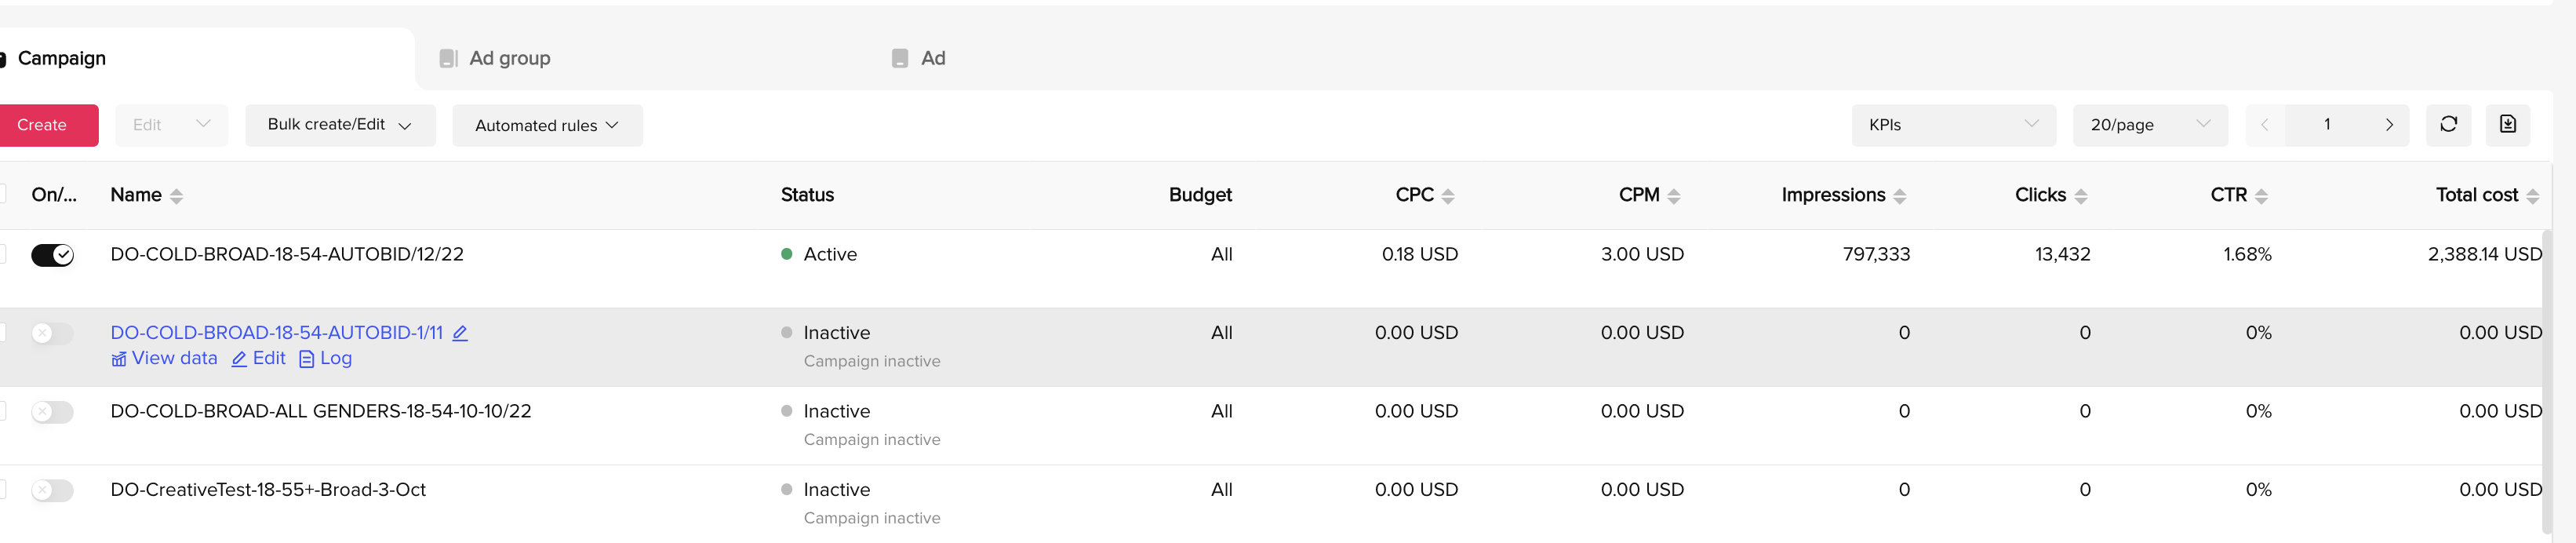 Campaign Ad group Ad
Create Edit Bulk create/Edit Automated rules KPIs 20/page 1
On/... Name Status Budget CPC CPM Impressions Clicks CTR Total cost
DO-COLD-BROAD-18-54-AUTOBID/12/22 Active All 0.18 USD 3.00 USD 797,333 13,432 1.68% 2,388.14 USD
DO-COLD-BROAD-18-54-AUTOBID-1/11 Inactive All 0.00 USD 0.00 USD 0 0 0% 0.00 USD
View data Edit Log Campaign inactive
DO-COLD-BROAD-ALL GENDERS-18-54-10-10/22 Inactive All 0.00 USD 0.00 USD 0 0 0% 0.00 USD
Campaign inactive
DO-CreativeTest-18-55+-Broad-3-Oct Inactive All 0.00 USD 0.00 USD 0 0 0% 0.00 USD
Campaign inactive